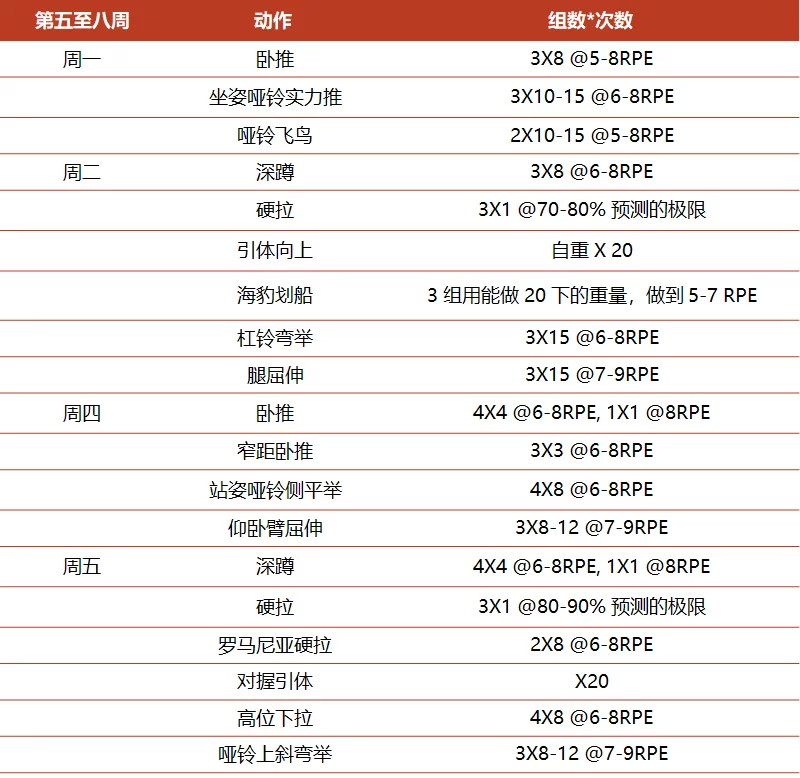 第五至八周 动作 组数*次数
周一 卧推 3X8 @5-8RPE
坐姿哑铃实力推 3X10-15 @6-8RPE
哑铃飞鸟 2X10-15 @5-8RPE
周二 深蹲 3X8 @6-8RPE
硬拉 3X1 @70-80% 预测的极限
引体向上 自重 X 20
海豹划船 3 组用能做 20 下的重量，做到 5-7 RPE
杠铃弯举 3X15 @6-8RPE
腿屈伸 3X15 @7-9RPE
周四 卧推 4X4 @6-8RPE, 1X1 @8RPE
窄距卧推 3X3 @6-8RPE
站姿哑铃侧平举 4X8 @6-8RPE
仰卧臂屈伸 3X8-12 @7-9RPE
周五 深蹲 4X4 @6-8RPE, 1X1 @8RPE
硬拉 3X1 @80-90% 预测的极限
罗马尼亚硬拉 2X8 @6-8RPE
对握引体 X20
高位下拉 4X8 @6-8RPE
哑铃上斜弯举 3X8-12 @7-9RPE